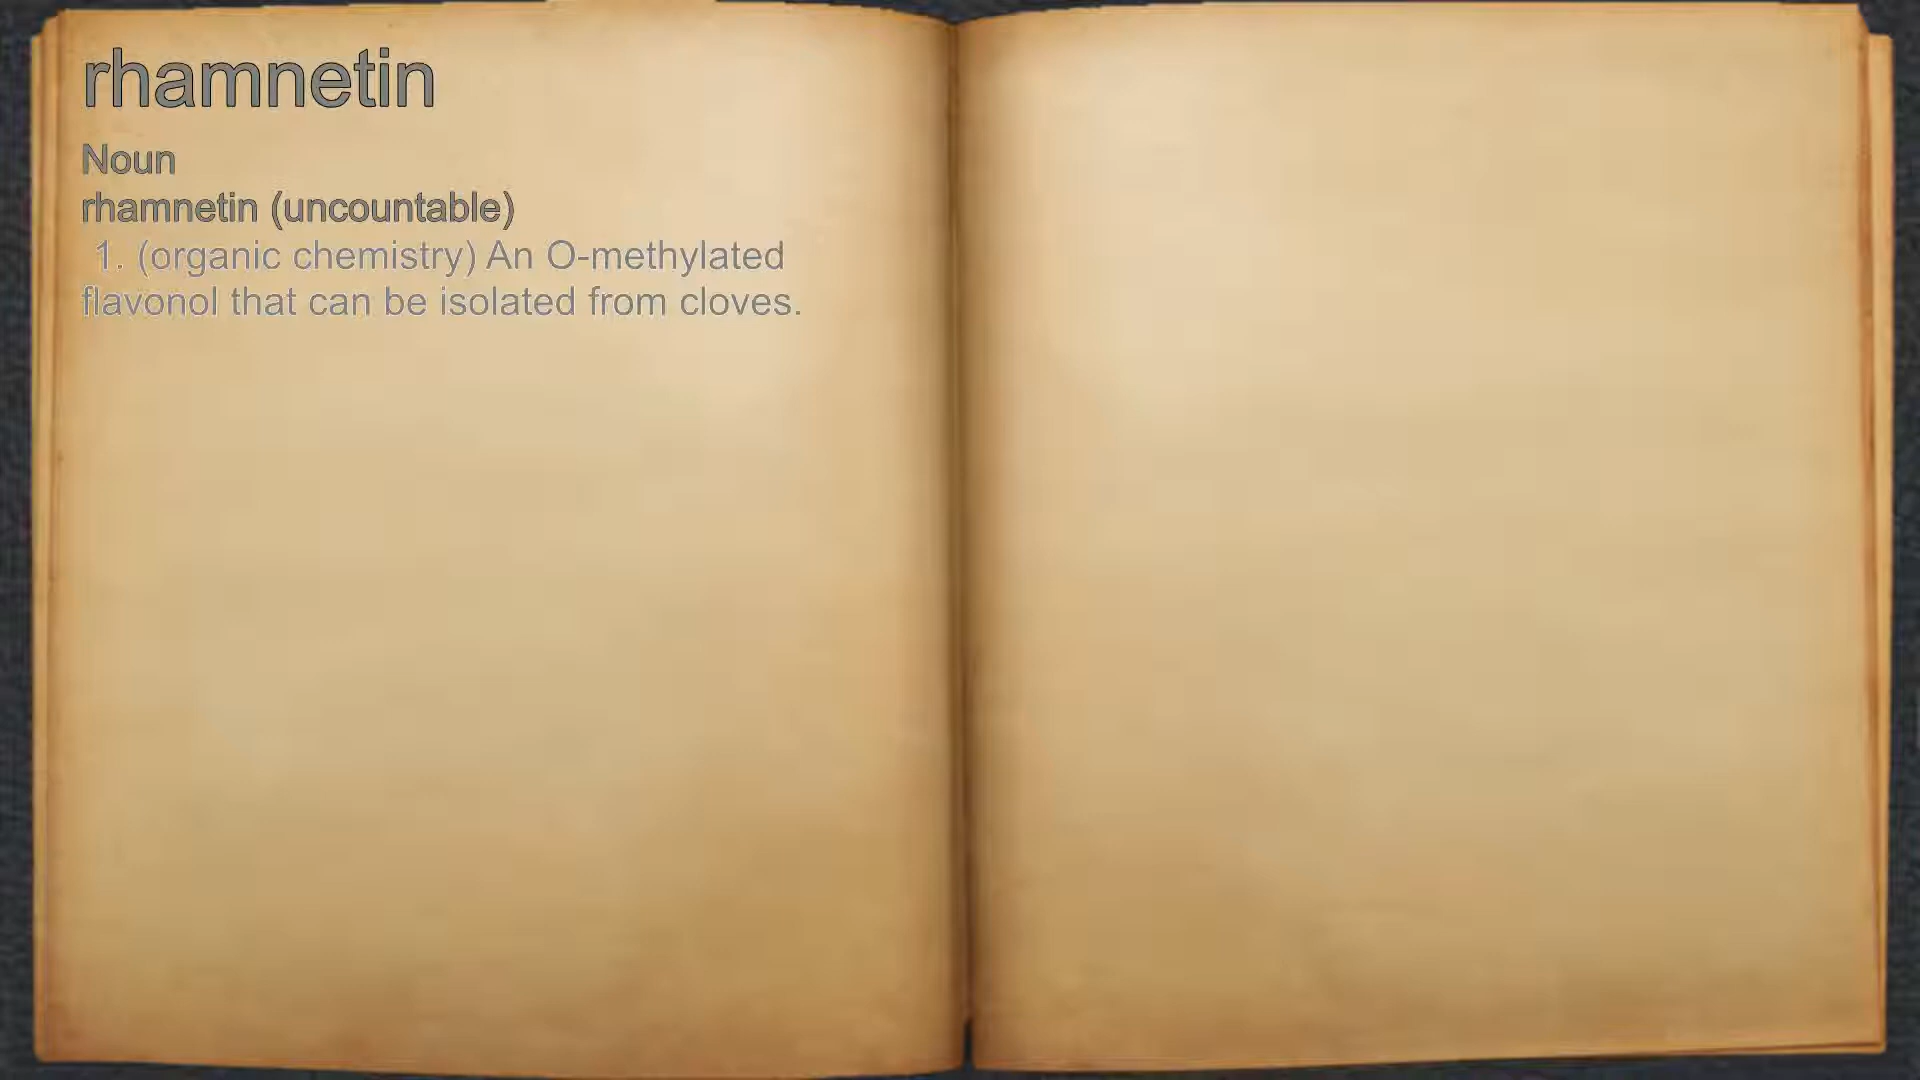 rhamnetin
Noun
rhamnetin (uncountable)
1. (organic chemistry) An O-methylated
flavonol that can be isolated from cloves.